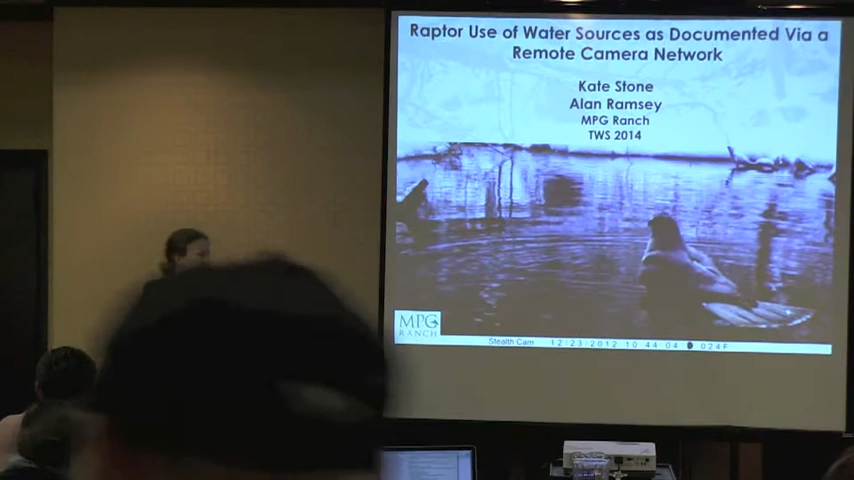 Raptor Use of Water Sources as Documented Via a
Remote Camera Network
Kate Stone
Alan Ramsey
MPG Ranch
TWS 2014
MPG
RANCH
Stealth Cam 12/23/2012 10:44:04 024F